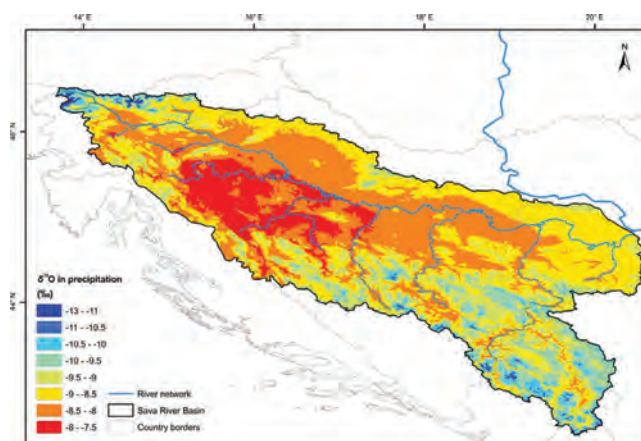 14° E
16° E
18° E
20° E
N
46° N
44° N
δ¹⁸O in precipitation
(‰)
-13 - -11
-11 - -10.5
-10.5 - -10
-10 - -9.5
-9.5 - -9
-9 - -8.5
-8.5 - -8
-8 - -7.5
River network
Sava River Basin
Country borders